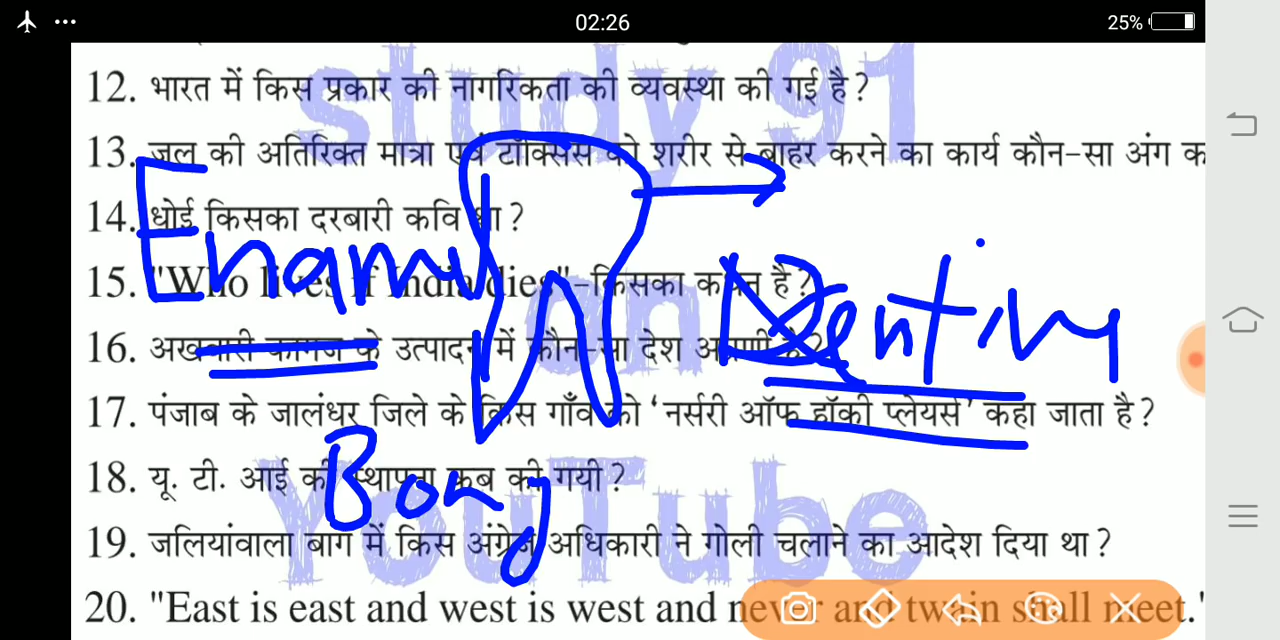 02:26
25%
study 91
12. भारत में किस प्रकार की नागरिकता की व्यवस्था की गई है?
13. जल की अतिरिक्त मात्रा एवं टॉक्सिंस को शरीर से बाहर करने का कार्य कौन-सा अंग क
14. धोई किसका दरबारी कवि था?
Enamel
15. "Who lives if India dies"-किसका कथन है?
on
Dentine
16. अखबारी कागज के उत्पादन में कौन-सा देश अग्रणी है?
17. पंजाब के जालंधर जिले के किस गाँव को ‘नर्सरी ऑफ हॉकी प्लेयर्स’ कहा जाता है?
18. यू. टी. आई की स्थापना कब की गयी?
YouTube
19. जलियांवाला बाग में किस अंग्रेज अधिकारी ने गोली चलाने का आदेश दिया था?
20. "East is east and west is west and never and twain shall meet."